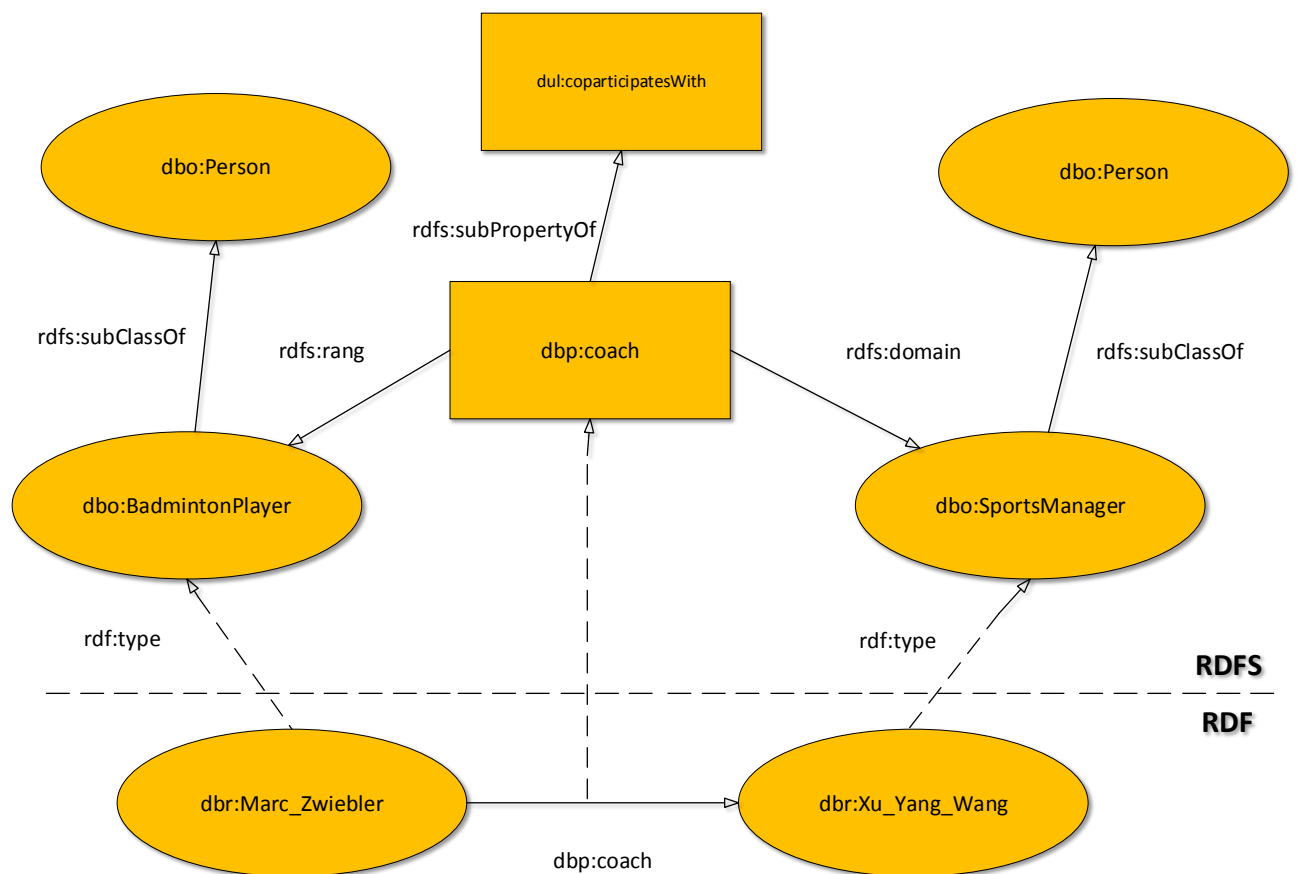 dul:coparticipatesWith
dbo:Person
dbo:Person
rdfs:subPropertyOf
rdfs:subClassOf
rdfs:rang
dbp:coach
rdfs:domain
rdfs:subClassOf
dbo:BadmintonPlayer
dbo:SportsManager
rdf:type
rdf:type
RDFS
RDF
dbr:Marc_Zwiebler
dbr:Xu_Yang_Wang
dbp:coach